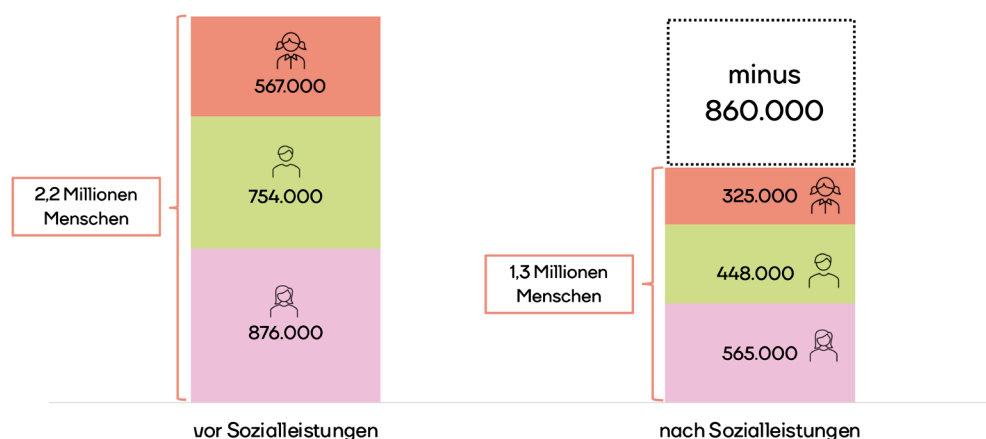 567.000
754.000
876.000
2,2 Millionen
Menschen
vor Sozialleistungen
minus
860.000
325.000
448.000
565.000
1,3 Millionen
Menschen
nach Sozialleistungen